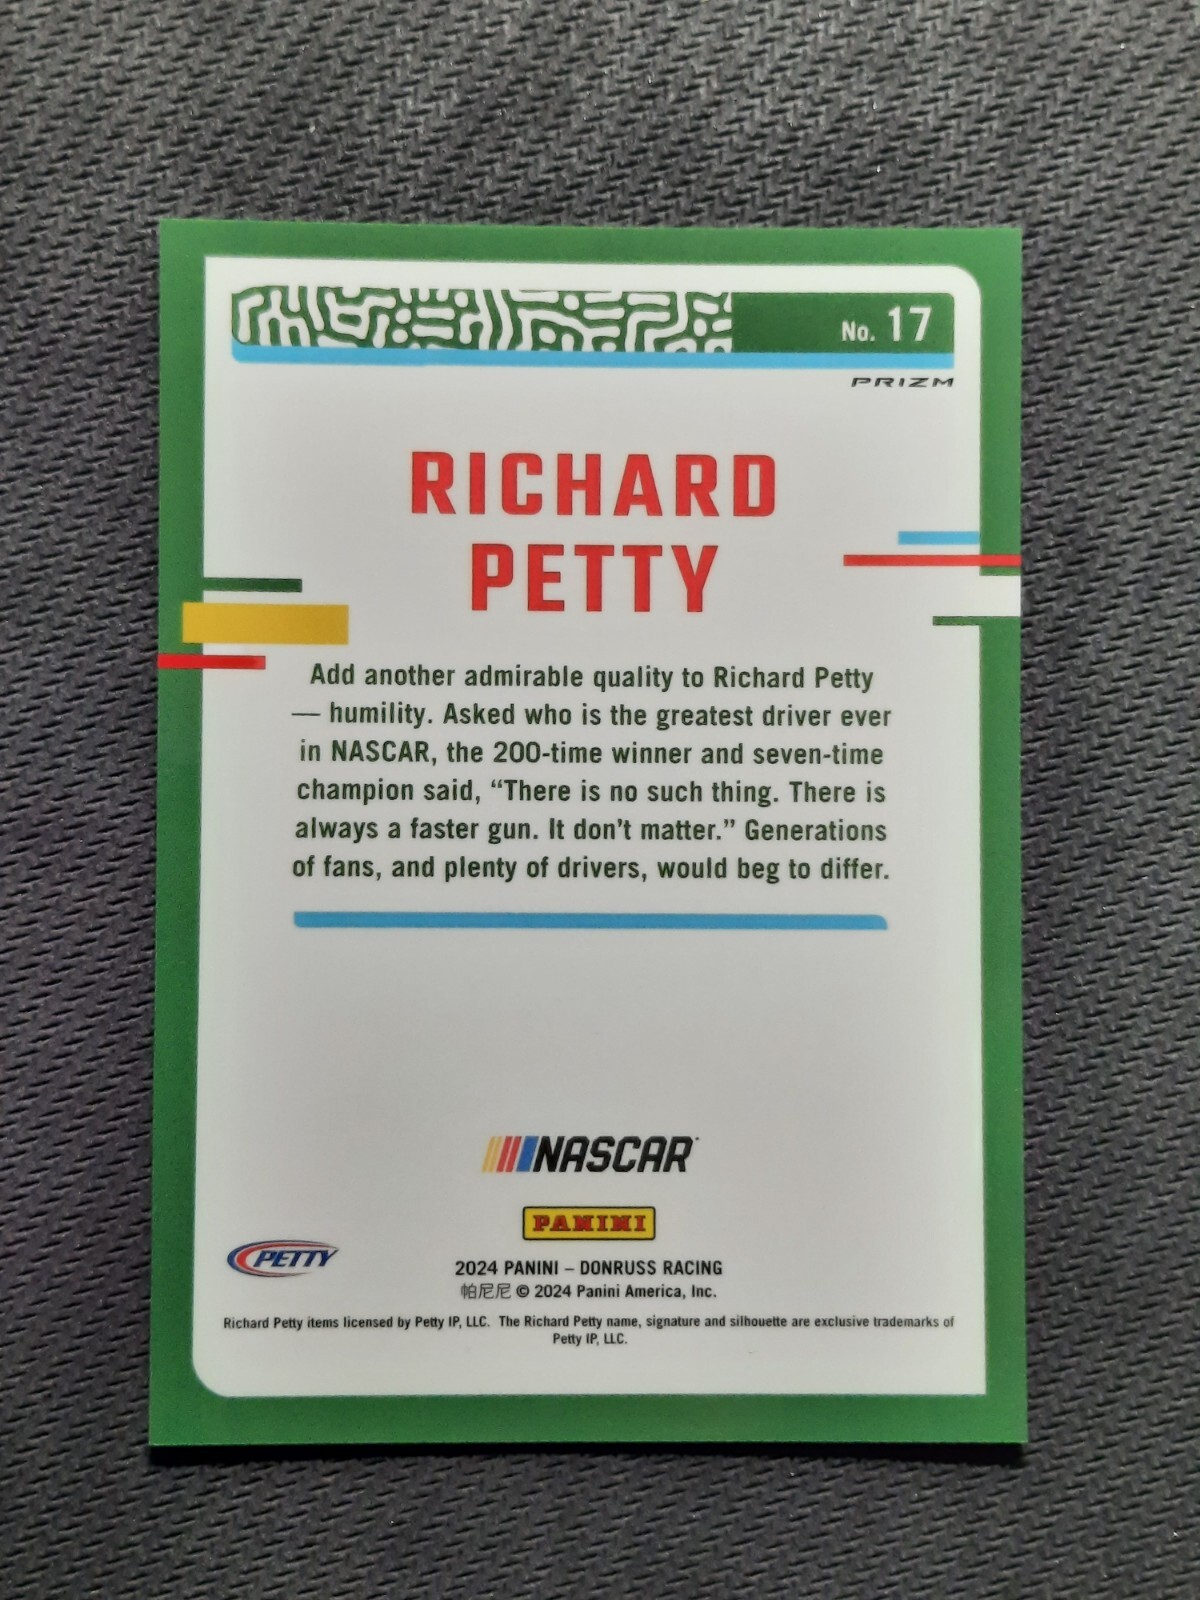 No. 17
PRIZM
RICHARD
PETTY
Add another admirable quality to Richard Petty
— humility. Asked who is the greatest driver ever
in NASCAR, the 200-time winner and seven-time
champion said, “There is no such thing. There is
always a faster gun. It don't matter.” Generations
of fans, and plenty of drivers, would beg to differ.
NASCAR
PANINI
PETTY
2024 PANINI – DONRUSS RACING
帕尼尼 © 2024 Panini America, Inc.
Richard Petty items licensed by Petty IP, LLC. The Richard Petty name, signature and silhouette are exclusive trademarks of
Petty IP, LLC.